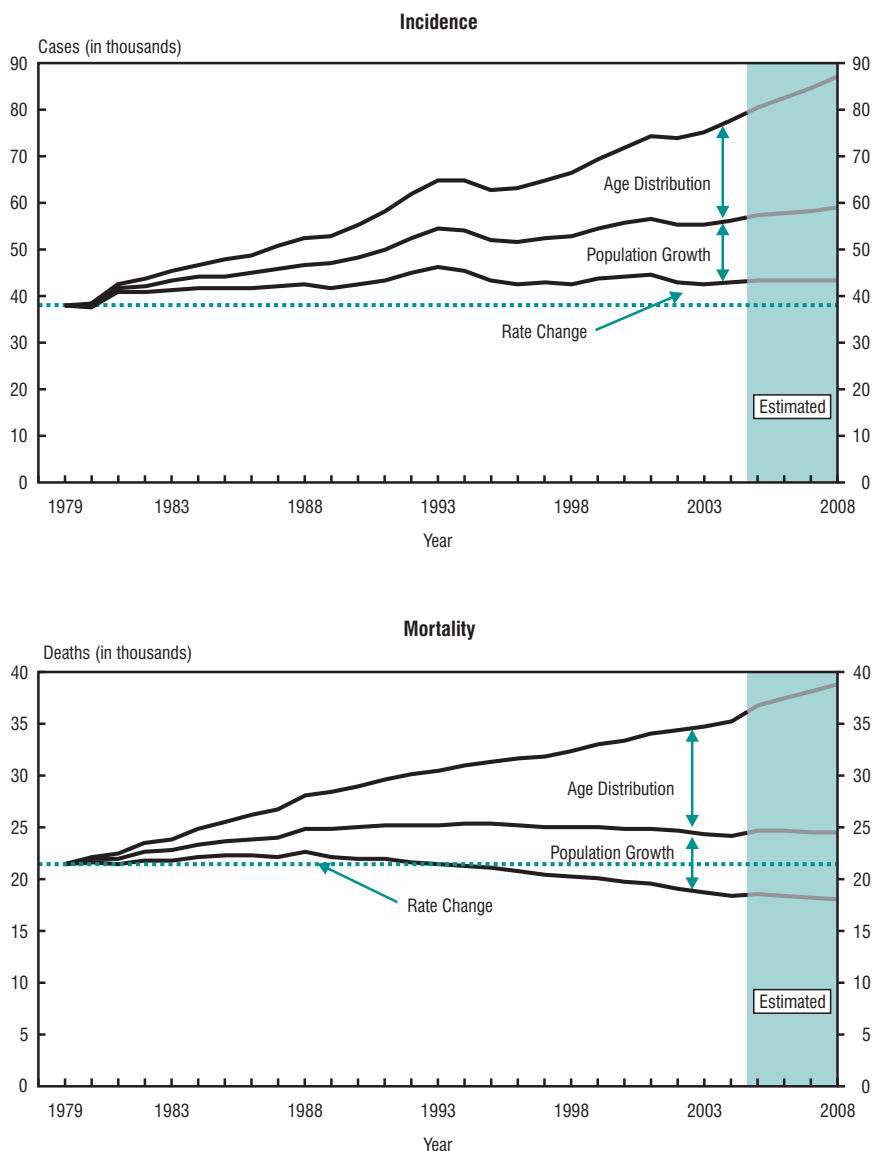 Incidence
Cases (in thousands)
90 90
80 80
70 70
Age Distribution
60 60
50 50
Population Growth
40 40
Rate Change
30 30
20 20
Estimated
10 10
0 0
1979 1983 1988 1993 1998 2003 2008
Year
Mortality
Deaths (in thousands)
40 40
35 35
30 30
Age Distribution
25 25
Population Growth
20 20
Rate Change
15 15
10 10
Estimated
5 5
0 0
1979 1983 1988 1993 1998 2003 2008
Year